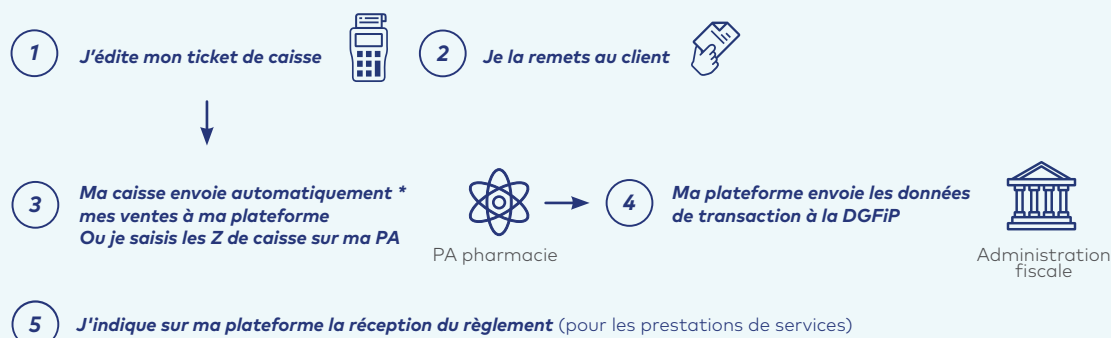 1 J'édite mon ticket de caisse
2 Je la remets au client
3 Ma caisse envoie automatiquement *
mes ventes à ma plateforme
Ou je saisis les Z de caisse sur ma PA
PA pharmacie
4 Ma plateforme envoie les données
de transaction à la DGFiP
Administration
fiscale
5 J'indique sur ma plateforme la réception du règlement (pour les prestations de services)